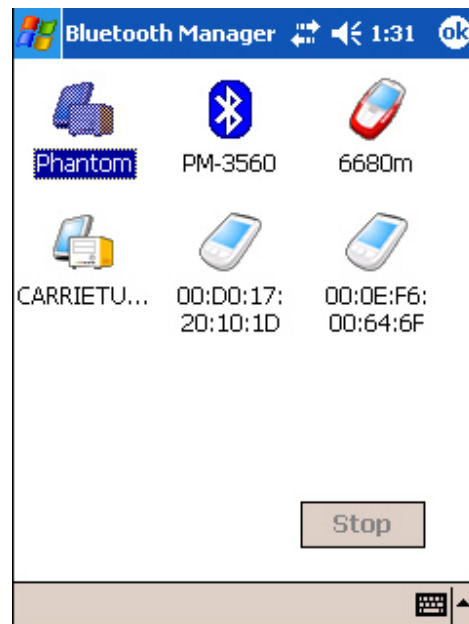 Bluetooth Manager 1:31 ok
Phantom PM-3560 6680m
CARRIETU... 00:D0:17: 00:0E:F6:
20:10:1D 00:64:6F
Stop